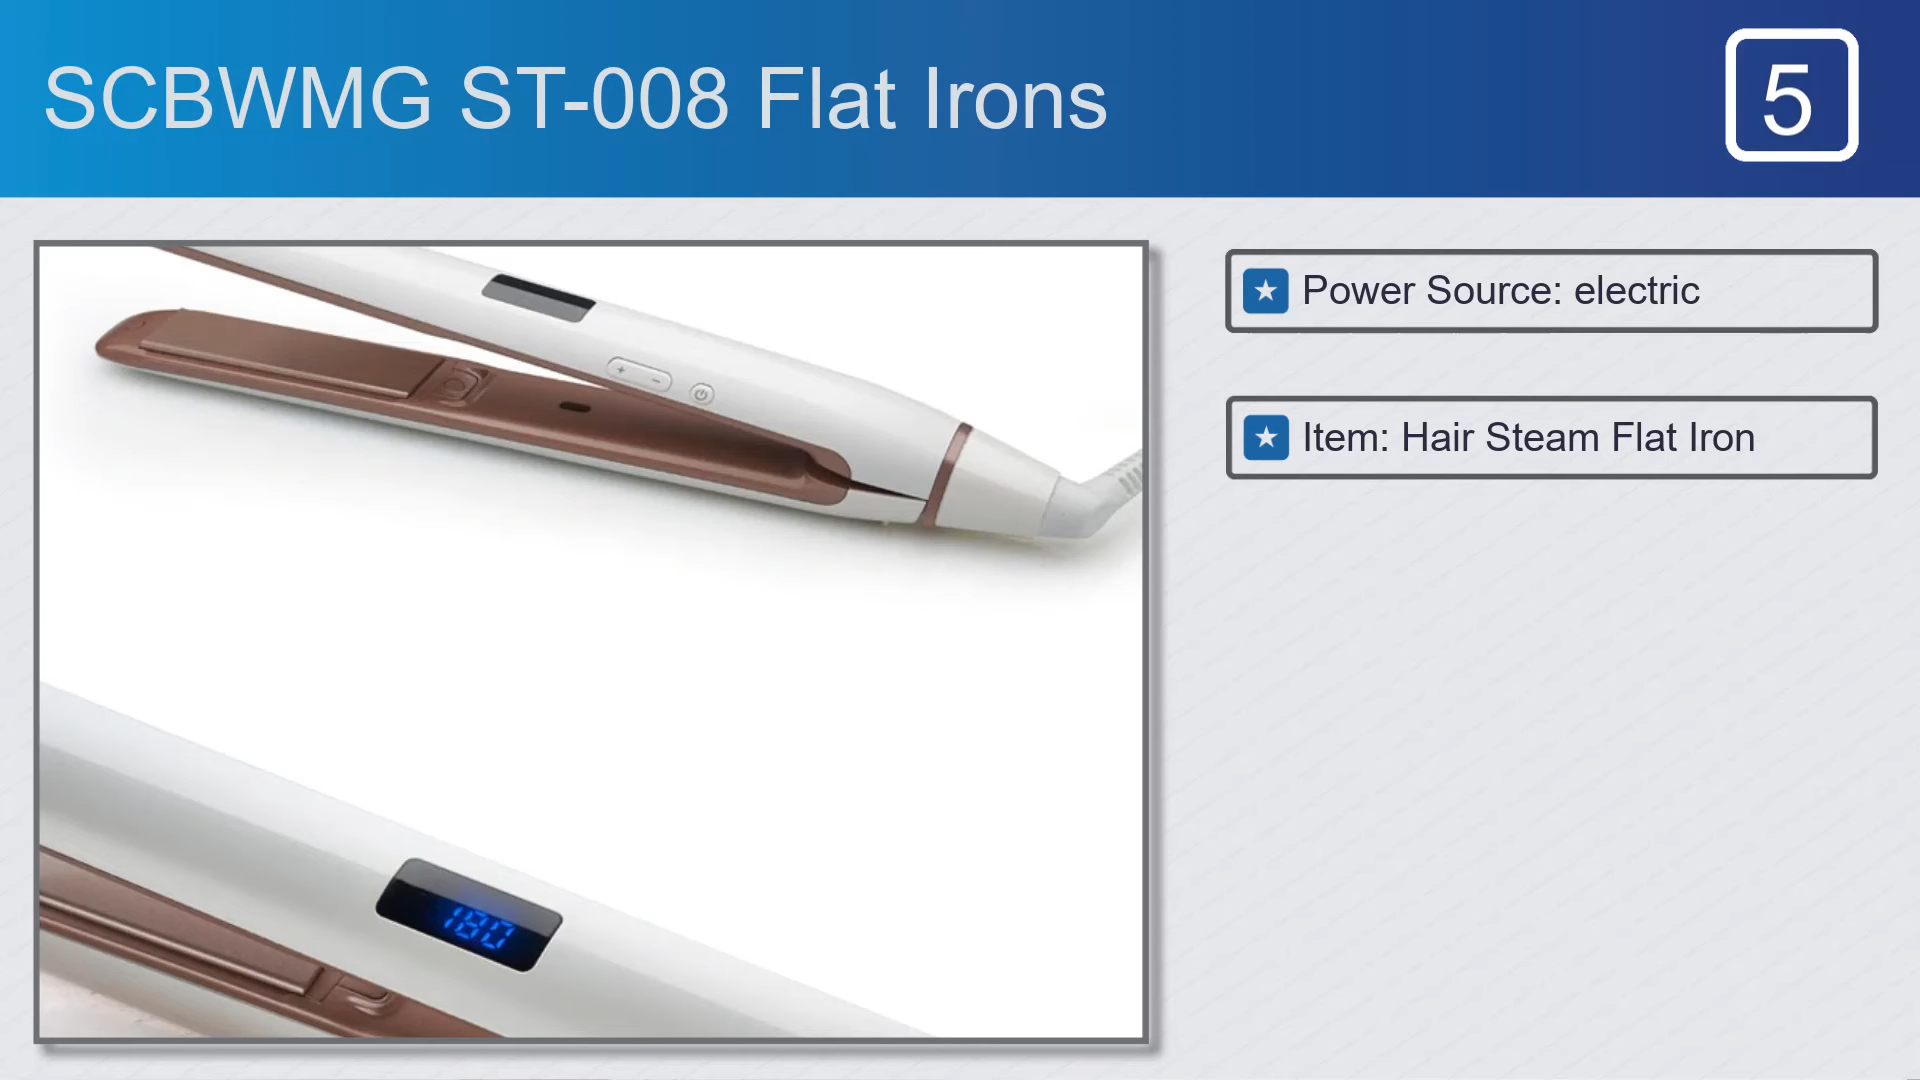 SCBWMG ST-008 Flat Irons
5
Power Source: electric
Item: Hair Steam Flat Iron
+ -
180